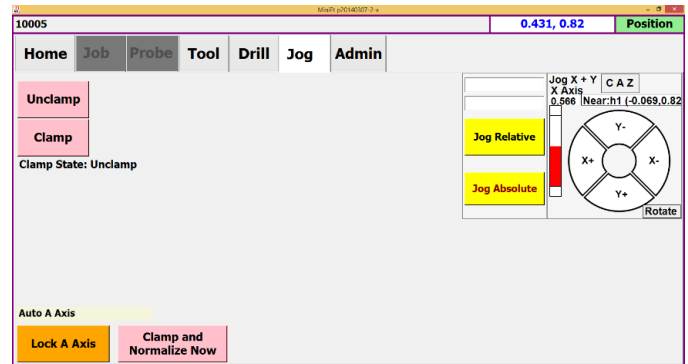 MiniFt p20140307-2-x
10005
0.431, 0.82
Position
Home
Job
Probe
Tool
Drill
Jog
Admin
Unclamp
Clamp
Clamp State: Unclamp
Jog Relative
Jog Absolute
Jog X + Y
C A Z
X Axis
0.566
Near:h1 (-0.069,0.82
Y-
X+
X-
Y+
Rotate
Auto A Axis
Lock A Axis
Clamp and
Normalize Now